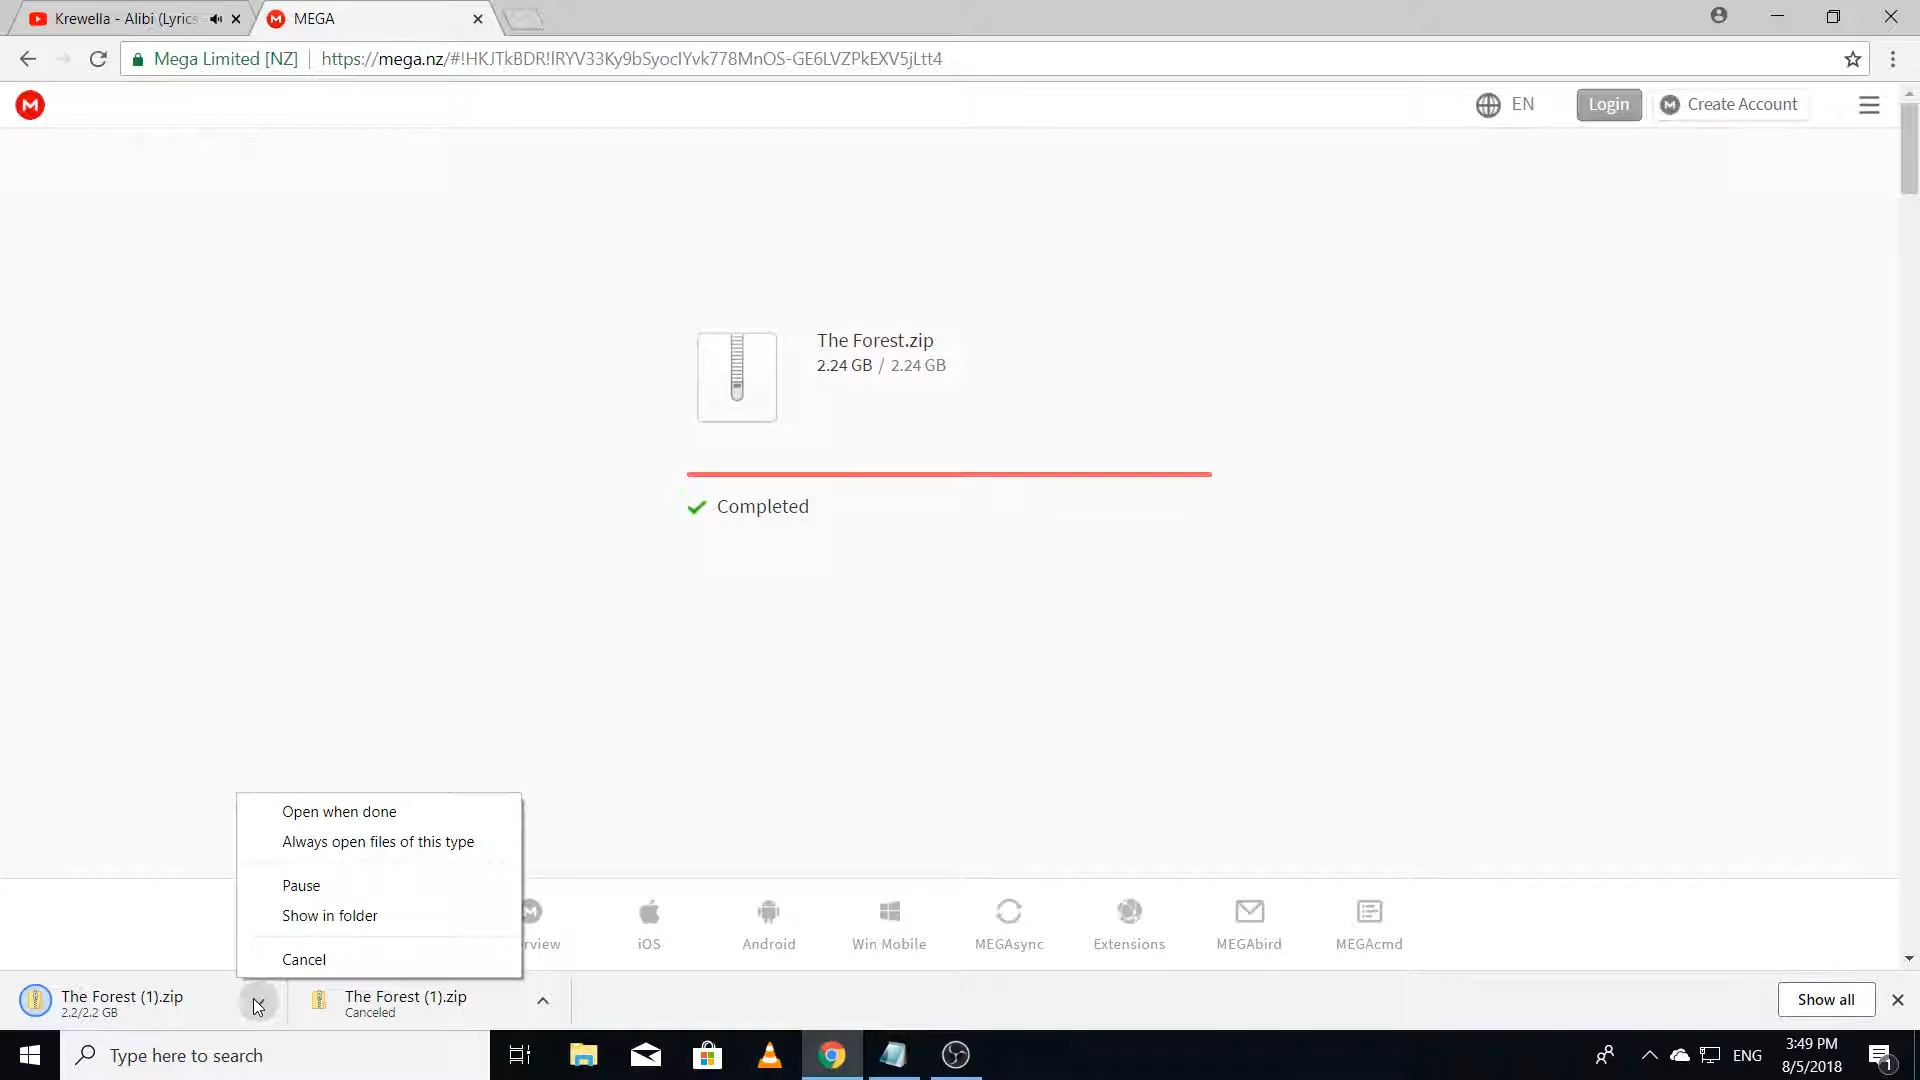 Krewella - Alibi (Lyrics
MEGA
Mega Limited [NZ]
https://mega.nz/#!HKJTkBDR!lRYV33Ky9bSyocIYvk778MnOS-GE6LVZPkEXV5jLtt4
M
EN
Login
M Create Account
The Forest.zip
2.24 GB / 2.24 GB
Completed
Open when done
Always open files of this type
Pause
Show in folder
Cancel
rview
iOS
Android
Win Mobile
MEGAsync
Extensions
MEGAbird
MEGAcmd
The Forest (1).zip
2.2/2.2 GB
The Forest (1).zip
Canceled
Show all
Type here to search
ENG
3:49 PM
8/5/2018
1